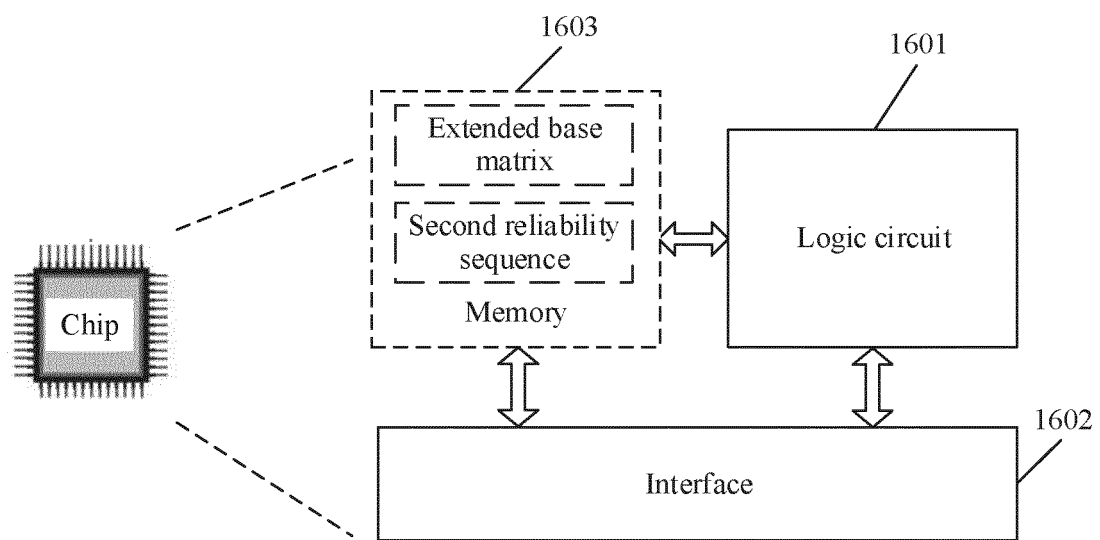 1603
1601
Extended base
matrix
Second reliability
sequence
Logic circuit
Memory
Chip
1602
Interface